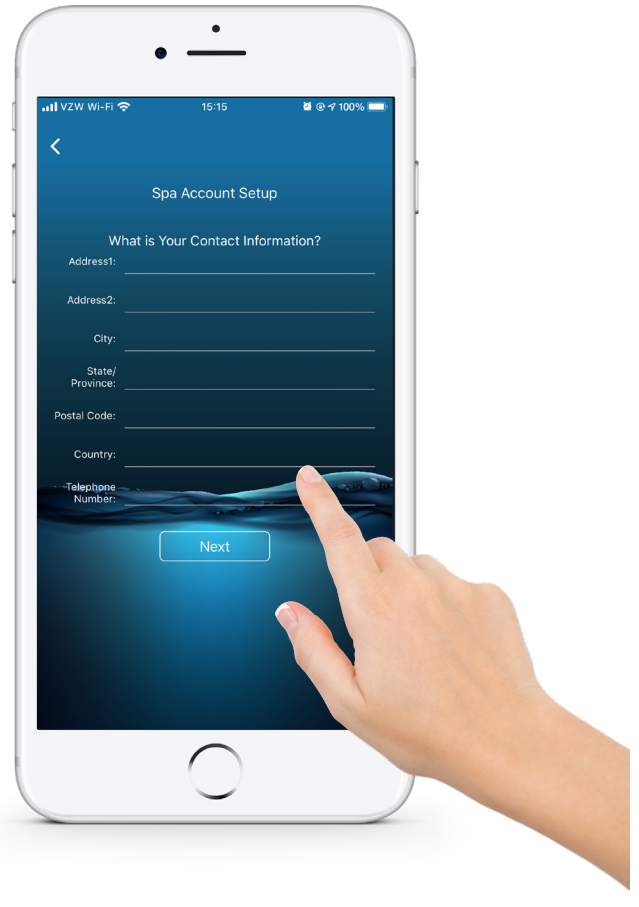 VZW Wi-Fi 15:15 100%
Spa Account Setup
What is Your Contact Information?
Address1:
Address2:
City:
State/
Province:
Postal Code:
Country:
Telephone
Number:
Next